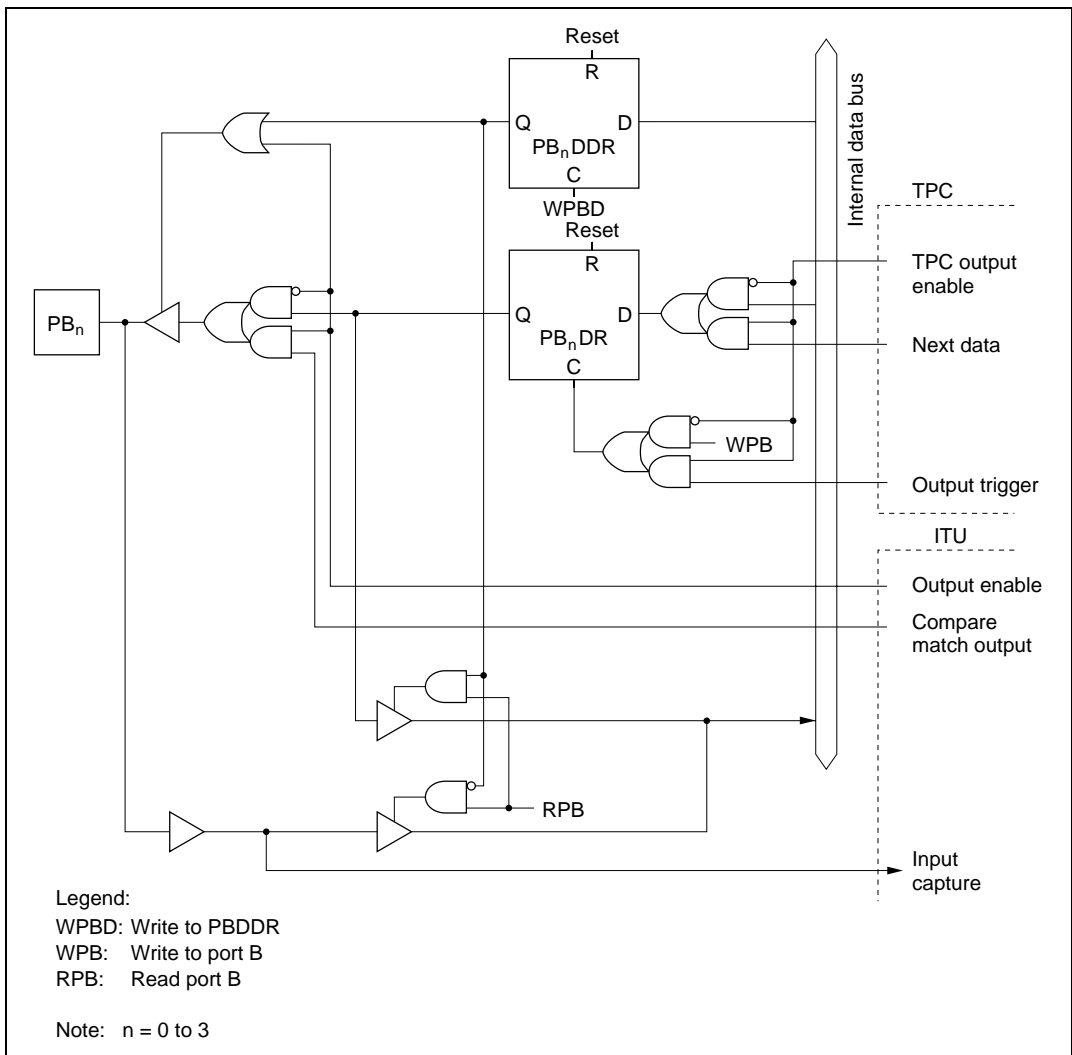 Reset
R
Q
D
PBnDDR
C
WPBD
Internal data bus
TPC
Reset
R
TPC output
enable
PBn
Q
D
PBnDR
C
Next data
WPB
Output trigger
ITU
Output enable
Compare
match output
RPB
Input
capture
Legend:
WPBD: Write to PBDDR
WPB: Write to port B
RPB: Read port B
Note: n = 0 to 3